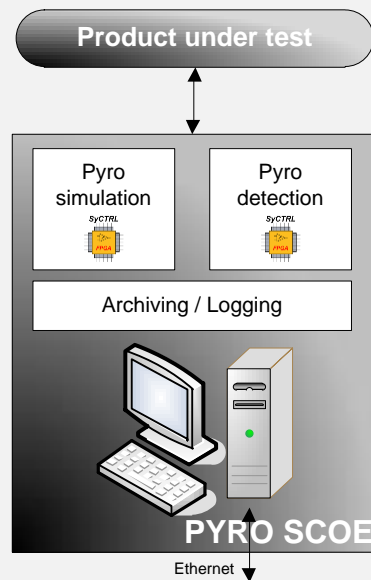 Product under test
Pyro
simulation
SyCTRL
FPGA
Pyro
detection
SyCTRL
FPGA
Archiving / Logging
PYRO SCOE
Ethernet